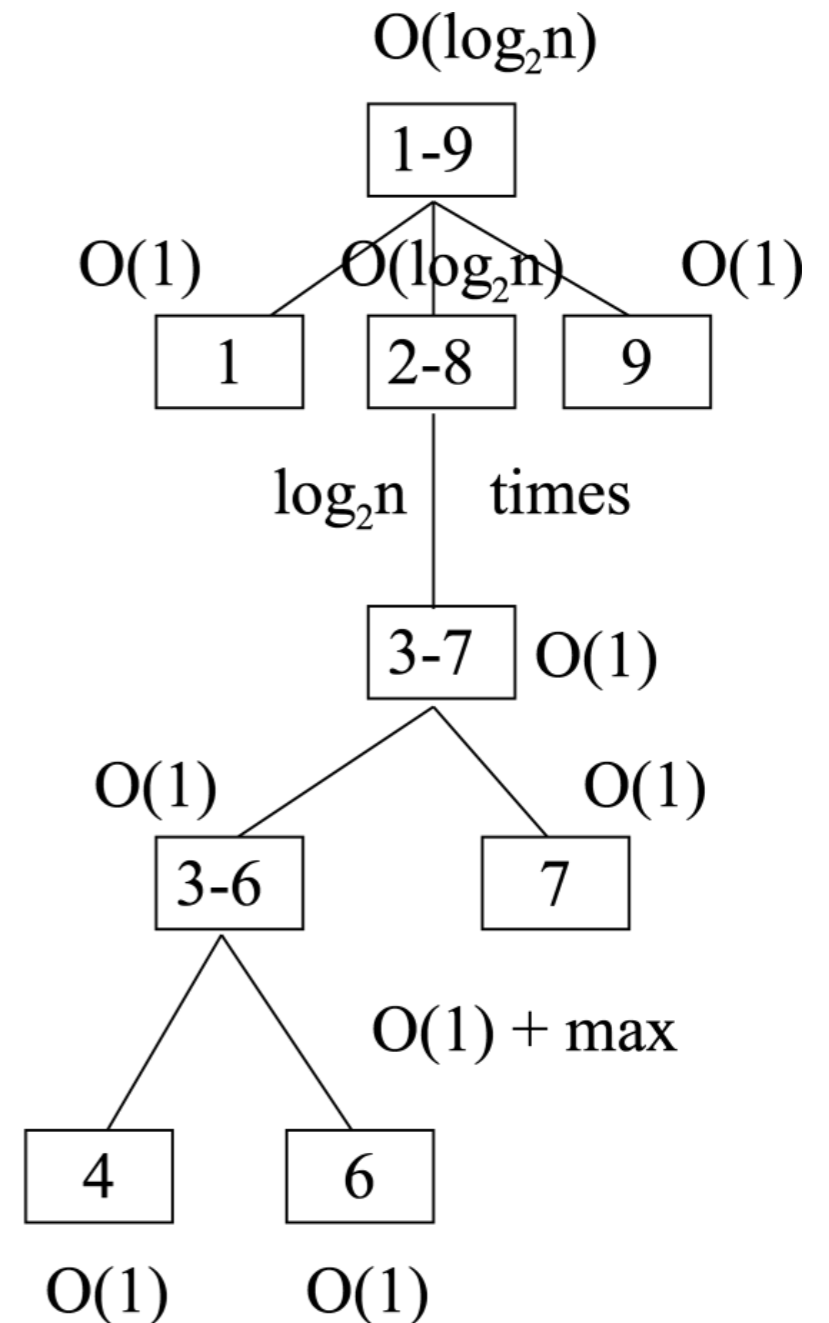 O(log₂n)
1-9
O(1) O(log₂n) O(1)
1 2-8 9
log₂n times
3-7 O(1)
O(1) O(1)
3-6 7
O(1) + max
4 6
O(1) O(1)